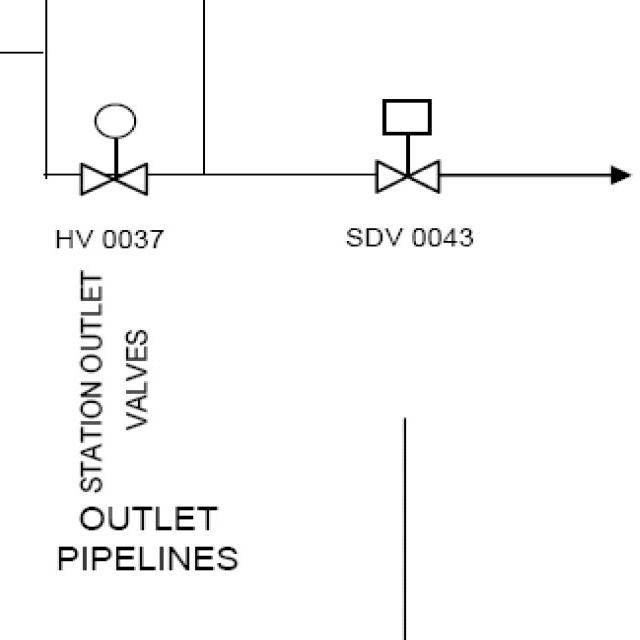 HV 0037
SDV 0043
STATION OUTLET
VALVES
OUTLET
PIPELINES